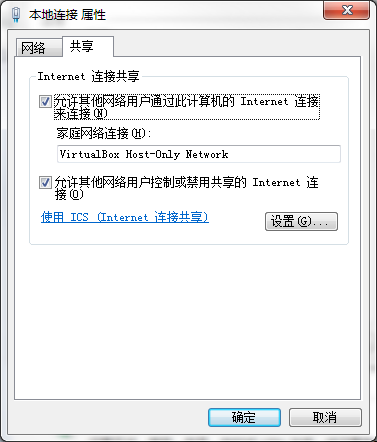 本地连接 属性
网络
共享
Internet 连接共享
允许其他网络用户通过此计算机的 Internet 连接
来连接(N)
家庭网络连接(H):
VirtualBox Host-Only Network
允许其他网络用户控制或禁用共享的 Internet 连
接(O)
使用 ICS (Internet 连接共享)
设置(G)...
确定
取消